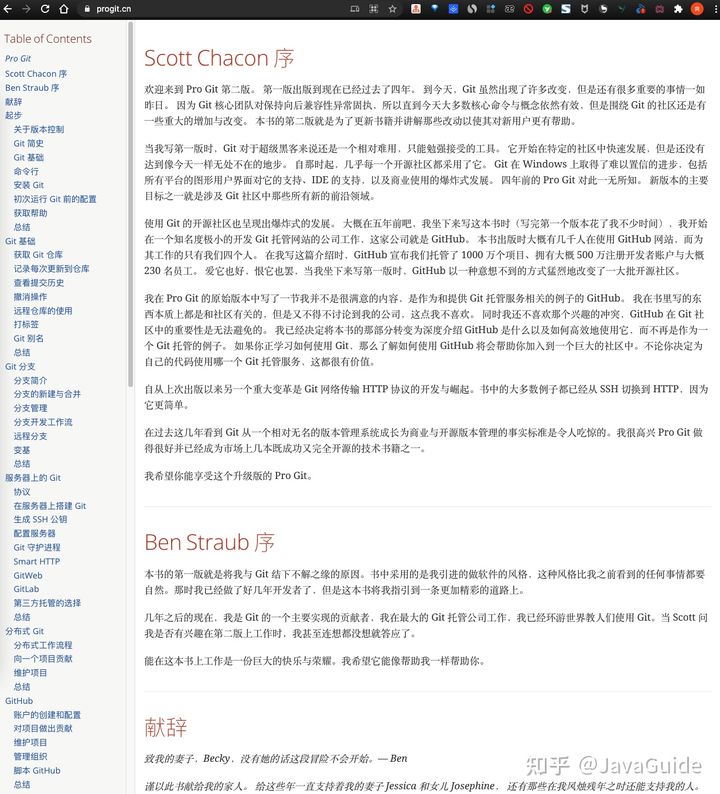 progit.cn
Table of Contents
Pro Git
Scott Chacon 序
Ben Straub 序
献辞
起步
关于版本控制
Git 简史
Git 基础
命令行
安装 Git
初次运行 Git 前的配置
获取帮助
总结
Git 基础
获取 Git 仓库
记录每次更新到仓库
查看提交历史
撤消操作
远程仓库的使用
打标签
Git 别名
总结
Git 分支
分支简介
分支的新建与合并
分支管理
分支开发工作流
远程分支
变基
总结
服务器上的 Git
协议
在服务器上搭建 Git
生成 SSH 公钥
配置服务器
Git 守护进程
Smart HTTP
GitWeb
GitLab
第三方托管的选择
总结
分布式 Git
分布式工作流程
向一个项目贡献
维护项目
总结
GitHub
账户的创建和配置
对项目做出贡献
维护项目
管理组织
脚本 GitHub
总结
Scott Chacon 序
欢迎来到 Pro Git 第二版。 第一版出版到现在已经过去了四年。 到今天，Git 虽然出现了许多改变，但是还有很多重要的事情一如
昨日。 因为 Git 核心团队对保持向后兼容性异常固执，所以直到今天大多数核心命令与概念依然有效，但是围绕 Git 的社区还是有
一些重大的增加与改变。 本书的第二版就是为了更新书籍并讲解那些改动以使其对新用户更有帮助。
当我写第一版时，Git 对于超级黑客来说还是一个相对难用，只能勉强接受的工具。 它开始在特定的社区中快速发展，但是还没有
达到像今天一样无处不在的地步。 自那时起，几乎每一个开源社区都采用了它。 Git 在 Windows 上取得了难以置信的进步，包括
所有平台的图形用户界面对它的支持、IDE 的支持，以及商业使用的爆炸式发展。 四年前的 Pro Git 对此一无所知。 新版本的主要
目标之一就是涉及 Git 社区中那些所有新的前沿领域。
使用 Git 的开源社区也呈现出爆炸式的发展。 大概在五年前吧，我坐下来写这本书时（写完第一个版本花了我不少时间），我开始
在一个知名度极小的开发 Git 托管网站的公司工作，这家公司就是 GitHub。 本书出版时大概有几千人在使用 GitHub 网站，而为
其工作的只有我们四个人。 在我写这篇介绍时，GitHub 宣布我们托管了 1000 万个项目、拥有大概 500 万注册开发者账户与大概
230 名员工。 爱它也好，恨它也罢，当我坐下来写第一版时，GitHub 以一种意想不到的方式猛烈地改变了一大批开源社区。
我在 Pro Git 的原始版本中写了一节我并不是很满意的内容，是作为和提供 Git 托管服务相关的例子的 GitHub。 我在书里写的东
西本质上都是和社区有关的，但是又不得不讨论到我的公司，这点我不喜欢。 同时我还不喜欢那个兴趣的冲突，GitHub 在 Git 社
区中的重要性是无法避免的。 我已经决定将本书的那部分转变为深度介绍 GitHub 是什么以及如何高效地使用它，而不再是作为一
个 Git 托管的例子。 如果你正学习如何使用 Git，那么了解如何使用 GitHub 将会帮助你加入到一个巨大的社区中。不论你决定为
自己的代码使用哪一个 Git 托管服务，这都很有价值。
自从上次出版以来另一个重大变革是 Git 网络传输 HTTP 协议的开发与崛起。书中的大多数例子都已经从 SSH 切换到 HTTP，因为
它更简单。
在过去这几年看到 Git 从一个相对无名的版本管理系统成长为商业与开源版本管理的事实标准是令人吃惊的。我很高兴 Pro Git 做
得很好并已经成为市场上几本既成功又完全开源的技术书籍之一。
我希望你能享受这个升级版的 Pro Git。
Ben Straub 序
本书的第一版就是将我与 Git 结下不解之缘的原因。书中采用的是我引进的做软件的风格，这种风格比我之前看到的任何事情都要
自然。那时我已经做了好几年开发者了，但是这本书将我指引到一条更加精彩的道路上。
几年之后的现在，我是 Git 的一个主要实现的贡献者，我在最大的 Git 托管公司工作，我已经环游世界教人们使用 Git。当 Scott 问
我是否有兴趣在第二版上工作时，我甚至连想都没想就答应了。
能在这本书上工作是一份巨大的快乐与荣耀。我希望它能像帮助我一样帮助你。
献辞
致我的妻子，Becky，没有她的话这段冒险不会开始。— Ben
谨以此书献给我的家人。 给这些年一直支持着我的妻子 Jessica 和女儿 Josephine， 还有那些在我风烛残年之时还能支持我的人。
知乎 @JavaGuide